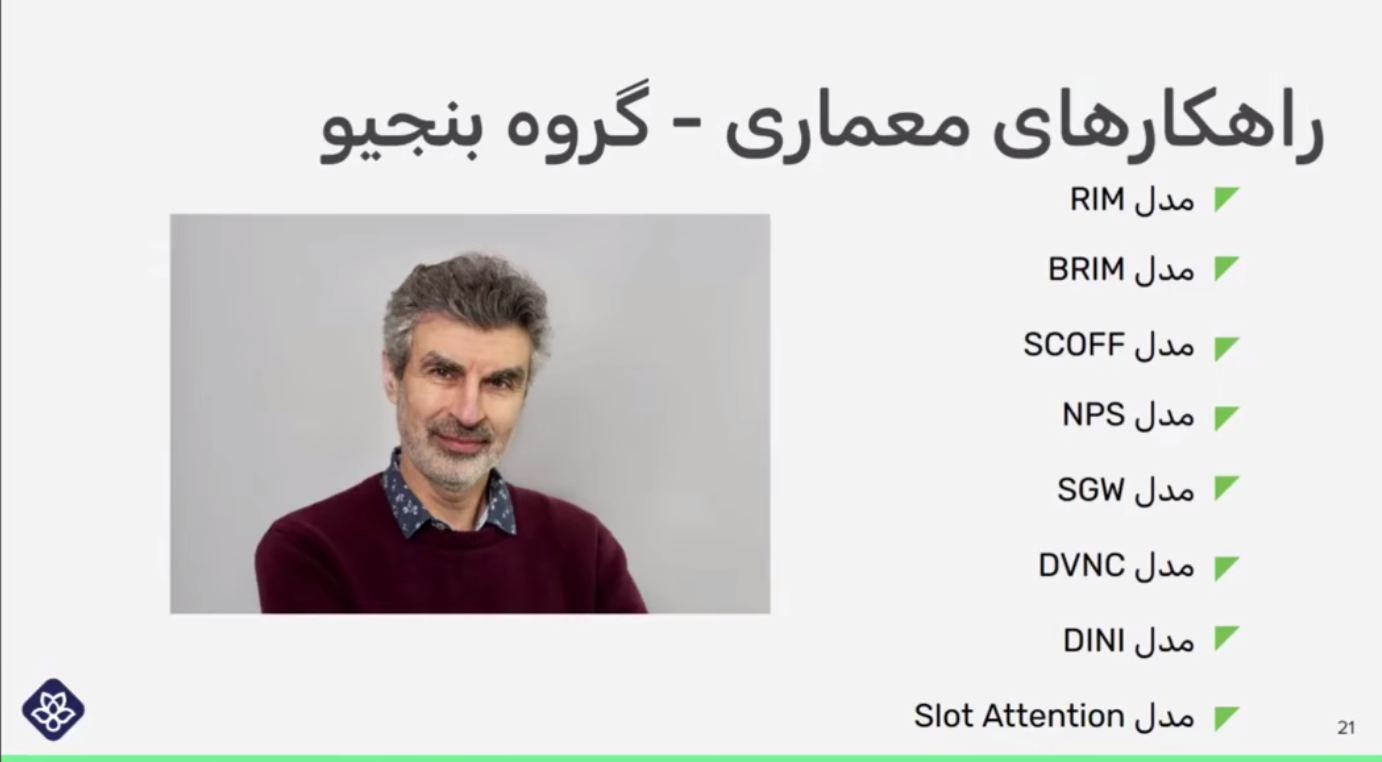 راهکارهای معماری - گروه بنجیو
مدل RIM
مدل BRIM
مدل SCOFF
مدل NPS
مدل SGW
مدل DVNC
مدل DINI
مدل Slot Attention
21